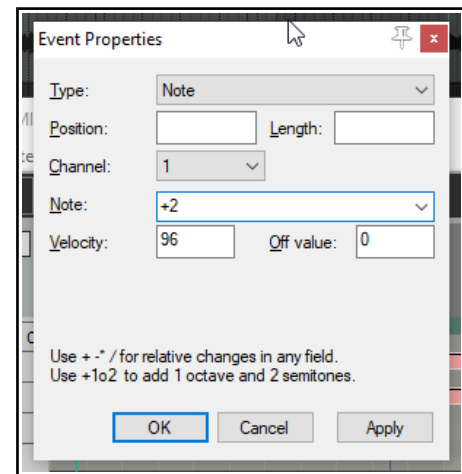 Event Properties
Type: Note
Position: Length:
Channel: 1
Note: +2
Velocity: 96 Off value: 0
Use + -* / for relative changes in any field.
Use +1o2 to add 1 octave and 2 semitones.
OK Cancel Apply